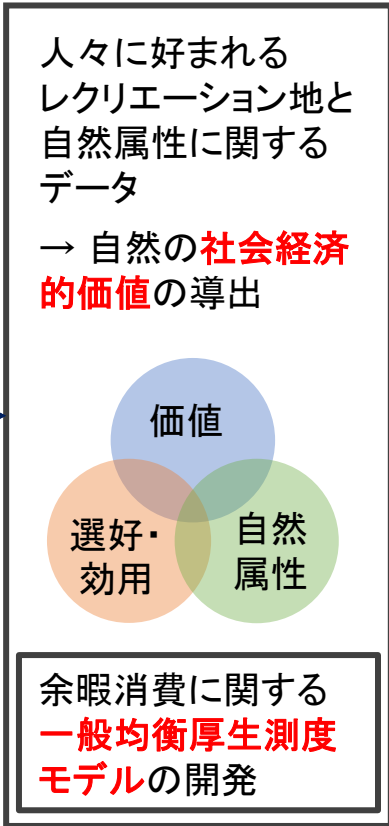 人々に好まれる
レクリエーション地と
自然属性に関する
データ
→ 自然の社会経済
的価値の導出
価値
選好・
効用
自然
属性
余暇消費に関する
一般均衡厚生測度
モデルの開発